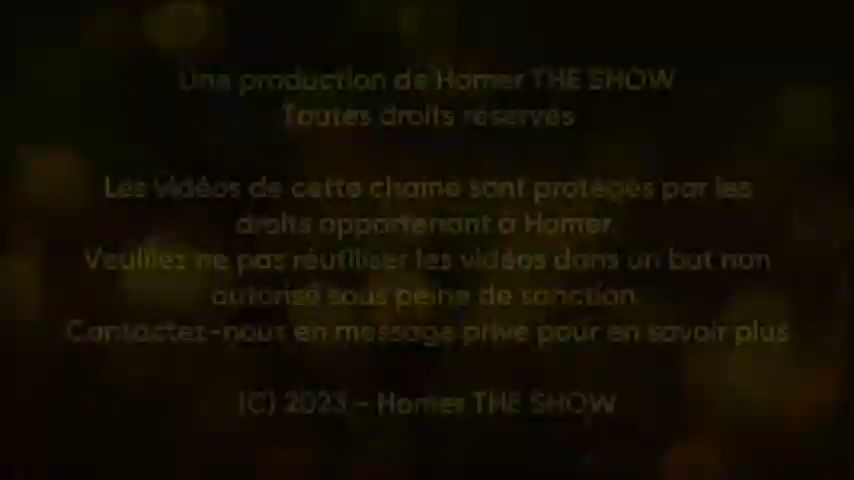 Une production de Homer THE SHOW
Toutes droits réservés
Les vidéos de cette chaîne sont protégés par les
droits appartenant à Homer.
Veuillez ne pas réutiliser les vidéos dans un but non
autorisé sous peine de sanction.
Contactez-nous en message privé pour en savoir plus
(C) 2023 - Homer THE SHOW